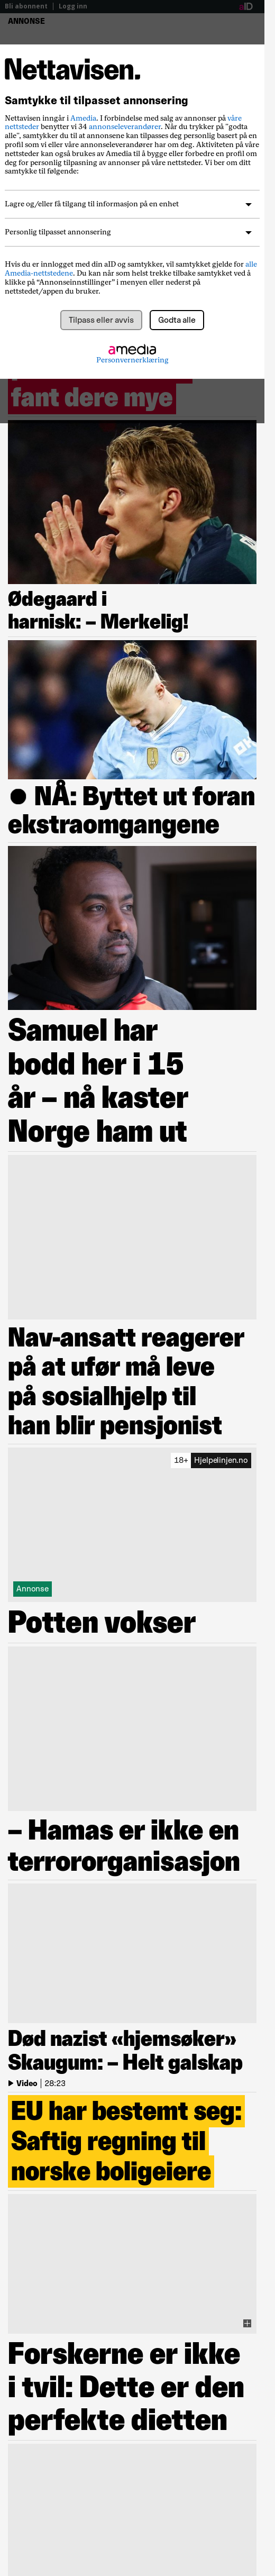 Bli abonnent | Logg inn
aID
ANNONSE
Nettavisen.
Samtykke til tilpasset annonsering
Nettavisen inngår i Amedia. I forbindelse med salg av annonser på våre
nettsteder benytter vi 34 annonseleverandører. Når du trykker på "godta
alle", samtykker du til at annonsene kan tilpasses deg personlig basert på en
profil som vi eller våre annonseleverandører har om deg. Aktiviteten på våre
nettsteder kan også brukes av Amedia til å bygge eller forbedre en profil om
deg for personlig tilpasning av annonser på våre nettsteder. Vi ber om ditt
samtykke til følgende:
Lagre og/eller få tilgang til informasjon på en enhet
Personlig tilpasset annonsering
Hvis du er innlogget med din aID og samtykker, vil samtykket gjelde for alle
Amedia-nettstedene. Du kan når som helst trekke tilbake samtykket ved å
klikke på “Annonseinnstillinger” i menyen eller nederst på
nettstedet/appen du bruker.
Tilpass eller avvis
Godta alle
amedia
Personvernerklæring
fant dere mye
Ødegaard i
harnisk: – Merkelig!
● NÅ: Byttet ut foran
ekstraomgangene
Samuel har
bodd her i 15
år – nå kaster
Norge ham ut
Nav-ansatt reagerer
på at ufør må leve
på sosialhjelp til
han blir pensjonist
18+ Hjelpelinjen.no
Annonse
Potten vokser
– Hamas er ikke en
terrororganisasjon
Død nazist «hjemsøker»
Skaugum: – Helt galskap
Video | 28:23
EU har bestemt seg:
Saftig regning til
norske boligeiere
Forskerne er ikke
i tvil: Dette er den
perfekte dietten